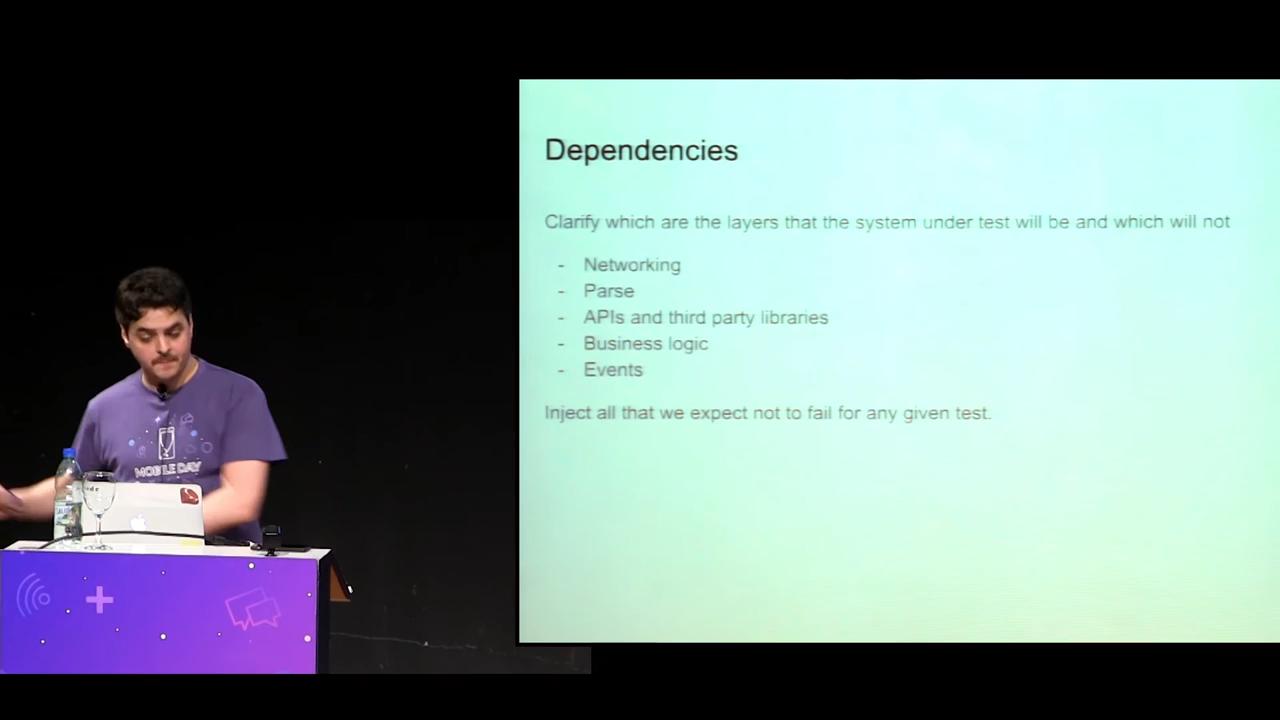 Dependencies
Clarify which are the layers that the system under test will be and which will not
- Networking
- Parse
- APIs and third party libraries
- Business logic
- Events
Inject all that we expect not to fail for any given test.
MOBILE DAY